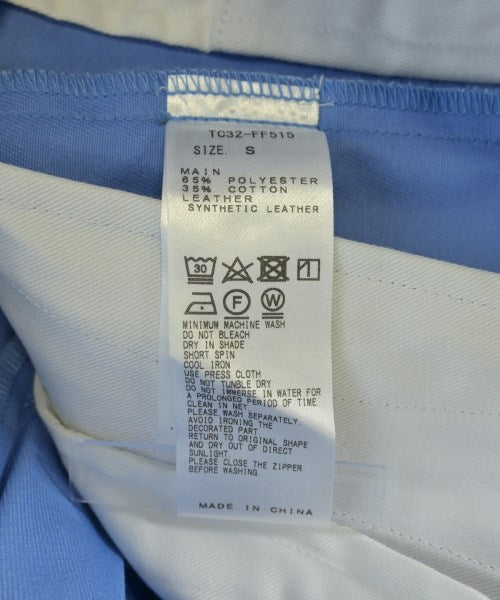 TC32-FF515
SIZE. S
MAIN
65% POLYESTER
35% COTTON
LEATHER
SYNTHETIC LEATHER
30
F W
MINIMUM MACHINE WASH
DO NOT BLEACH
DRY IN SHADE
SHORT SPIN
COOL IRON
USE PRESS CLOTH
DO NOT TUMBLE DRY
DO NOT IMMERSE IN WATER FOR
A PROLONGED PERIOD OF TIME.
CLEAN IN NET
PLEASE WASH SEPARATELY.
AVOID IRONING THE
DECORATED PART
RETURN TO ORIGINAL SHAPE
AND DRY OUT OF DIRECT
SUNLIGHT.
PLEASE CLOSE THE ZIPPER
BEFORE WASHING.
MADE IN CHINA